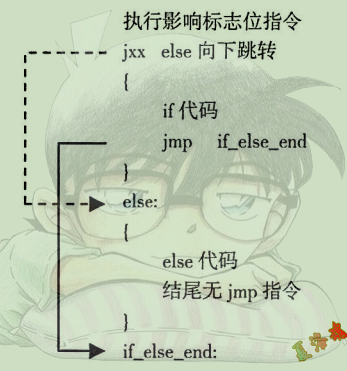 执行影响标志位指令
jxx else 向下跳转
{
if 代码
jmp if_else_end
}
else:
{
else 代码
结尾无 jmp 指令
}
if_else_end: